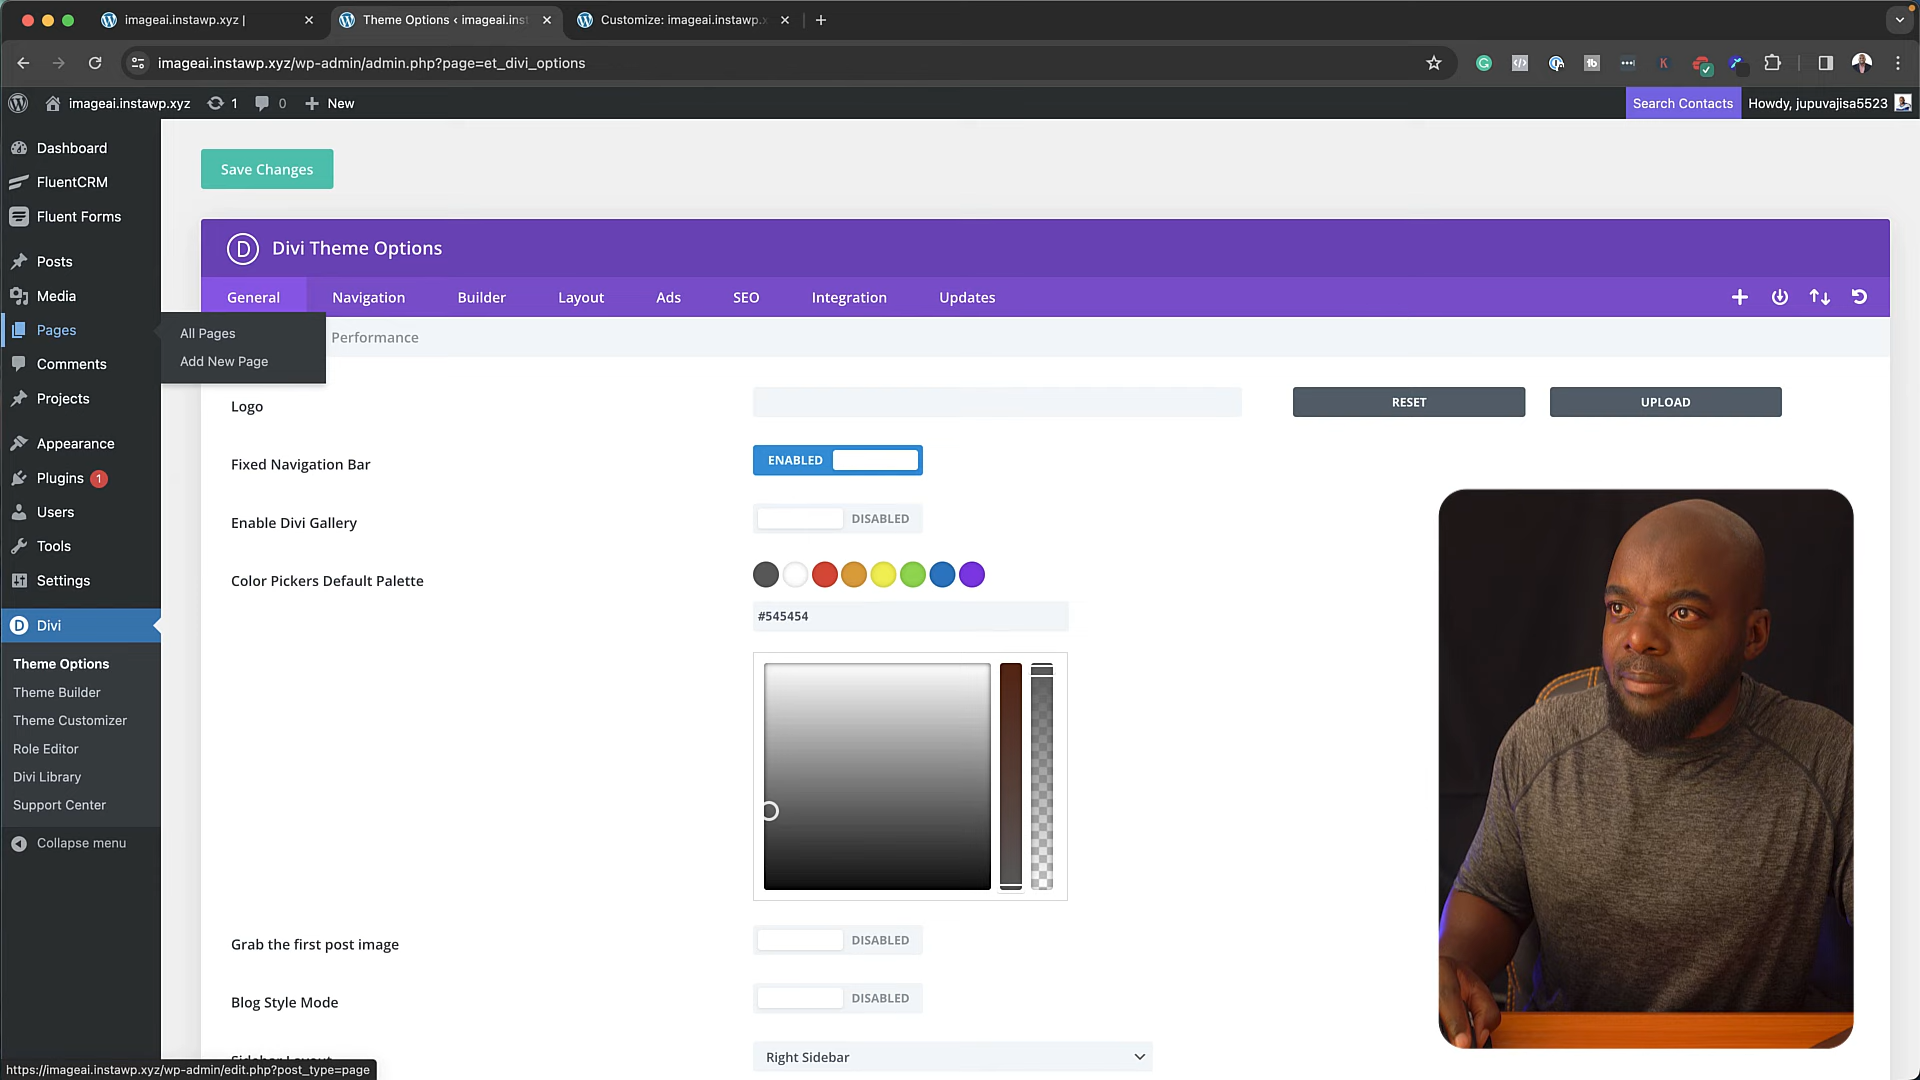 imageai.instawp.xyz |
Theme Options ‹ imageai.inst
Customize: imageai.instawp.x
imageai.instawp.xyz/wp-admin/admin.php?page=et_divi_options
imageai.instawp.xyz
1
0
New
Search Contacts
Howdy, jupuvajisa5523
Dashboard
FluentCRM
Fluent Forms
Posts
Media
Pages
All Pages
Add New Page
Comments
Projects
Appearance
Plugins 1
Users
Tools
Settings
Divi
Theme Options
Theme Builder
Theme Customizer
Role Editor
Divi Library
Support Center
Collapse menu
Save Changes
D Divi Theme Options
General Navigation Builder Layout Ads SEO Integration Updates
Performance
Logo
RESET
UPLOAD
Fixed Navigation Bar
ENABLED
Enable Divi Gallery
DISABLED
Color Pickers Default Palette
#545454
Grab the first post image
DISABLED
Blog Style Mode
DISABLED
Sidebar Layout
Right Sidebar
https://imageai.instawp.xyz/wp-admin/edit.php?post_type=page